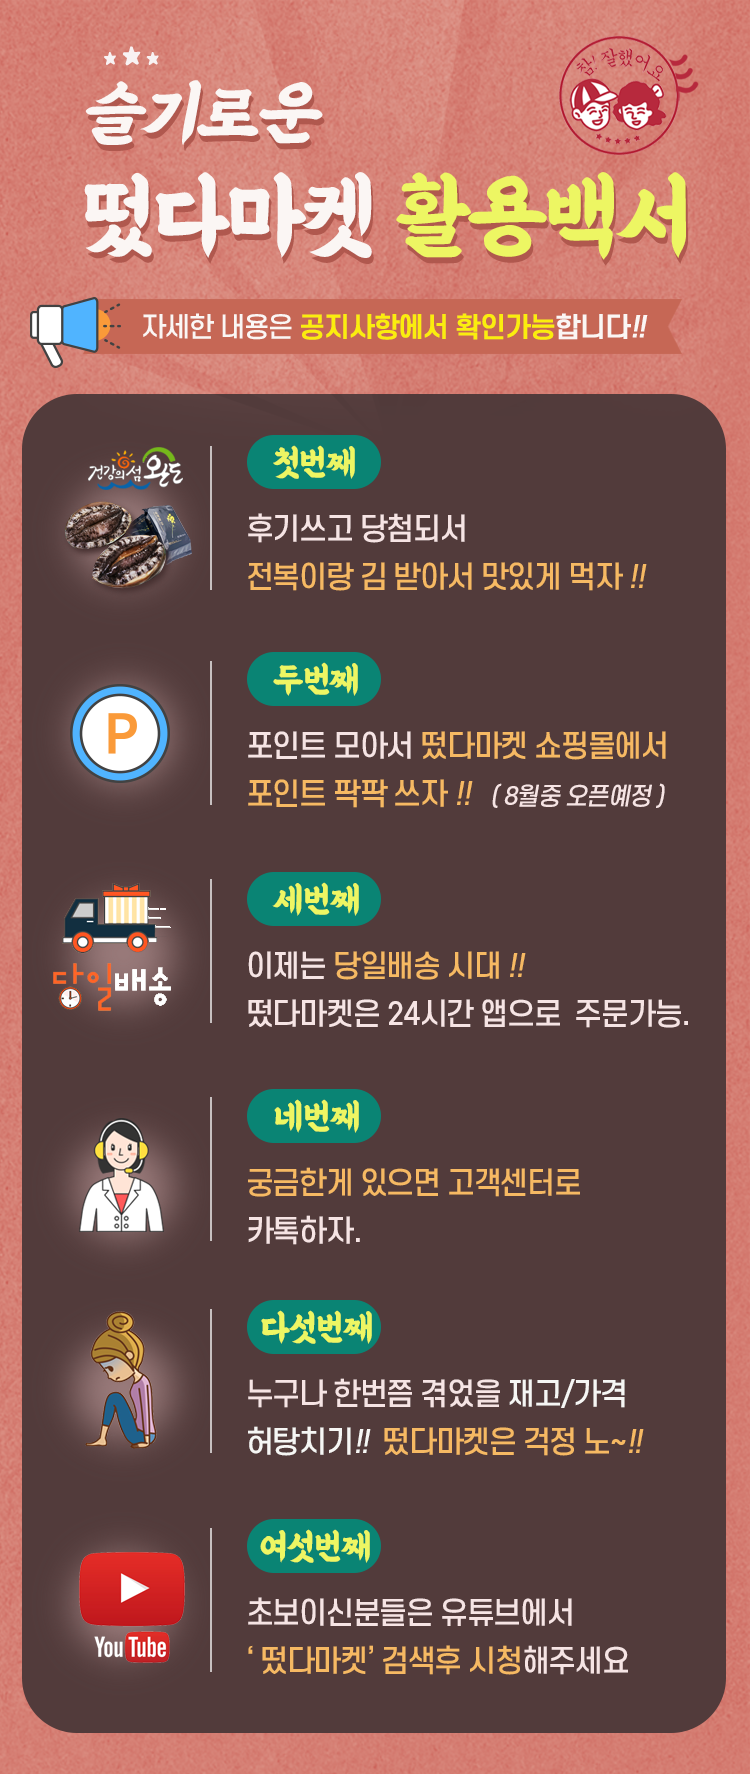 참! 잘했어요
슬기로운
떴다마켓 활용백서
자세한 내용은 공지사항에서 확인가능합니다!!
건강의섬 완도
첫번째
후기쓰고 당첨되서
전복이랑 김 받아서 맛있게 먹자 !!
P
두번째
포인트 모아서 떴다마켓 쇼핑몰에서
포인트 팍팍 쓰자 !! ( 8월중 오픈예정 )
당일배송
세번째
이제는 당일배송 시대 !!
떴다마켓은 24시간 앱으로 주문가능.
네번째
궁금한게 있으면 고객센터로
카톡하자.
다섯번째
누구나 한번쯤 겪었을 재고/가격
허탕치기!! 떴다마켓은 걱정 노~!!
YouTube
여섯번째
초보이신분들은 유튜브에서
‘ 떴다마켓’ 검색후 시청해주세요